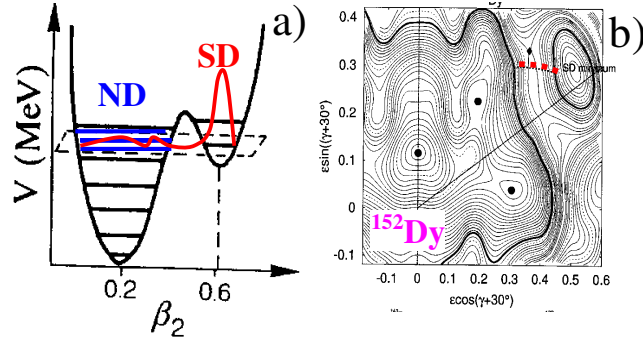 a)
V (MeV)
ND
SD
0.2
0.6
β₂
b)
Dy
0.4
0.3
0.2
0.1
0
-0.1
εsin((γ+30°)
SD minimum
¹⁵²Dy
0
0.1
0.2
0.3
0.4
0.5
0.6
εcos(γ+30°)